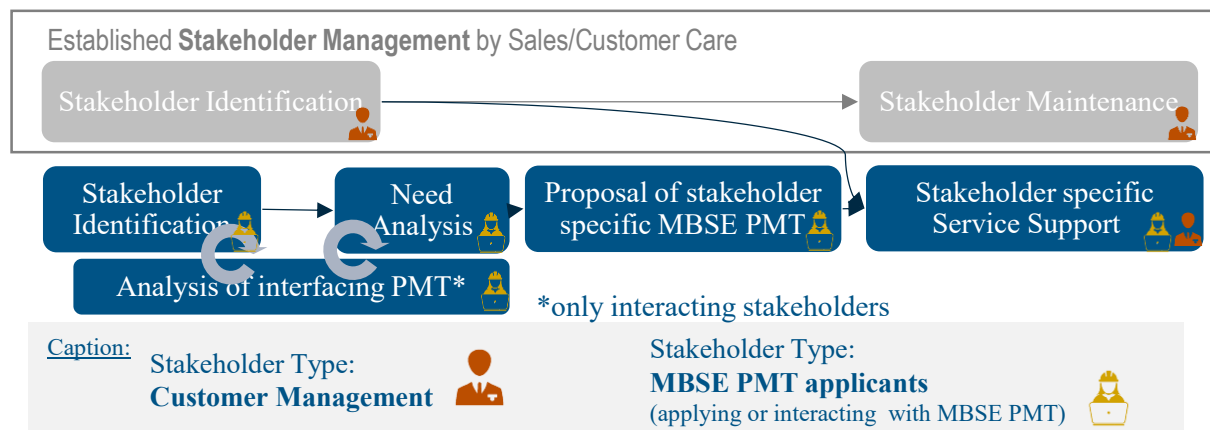 Established Stakeholder Management by Sales/Customer Care
Stakeholder Identification
Stakeholder Maintenance
Stakeholder
Identification
Need
Analysis
Proposal of stakeholder
specific MBSE PMT
Stakeholder specific
Service Support
Analysis of interfacing PMT*
*only interacting stakeholders
Caption:
Stakeholder Type:
Customer Management
Stakeholder Type:
MBSE PMT applicants
(applying or interacting with MBSE PMT)